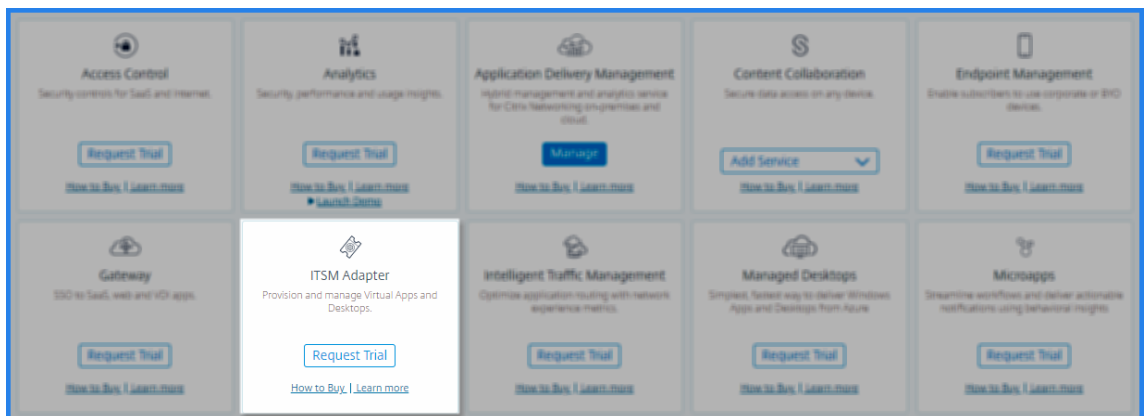 Access Control
Security controls for SaaS and Internet.
Request Trial
How to Buy | Learn more
Analytics
Security, performance and usage insights.
Request Trial
How to Buy | Learn more
Launch Demo
Application Delivery Management
Hybrid management and analytics service
for Citrix Networking on-premises and
cloud.
Manage
How to Buy | Learn more
Content Collaboration
Secure data access on any device.
Add Service
How to Buy | Learn more
Endpoint Management
Enable subscribers to use corporate or BYO
devices.
Request Trial
How to Buy | Learn more
Gateway
SSO to SaaS, web and VDI apps.
Request Trial
How to Buy | Learn more
ITSM Adapter
Provision and manage Virtual Apps and
Desktops.
Request Trial
How to Buy | Learn more
Intelligent Traffic Management
Optimize application routing with network
experience metrics.
Request Trial
How to Buy | Learn more
Managed Desktops
Simplest, fastest way to deliver Windows
Apps and Desktops from Azure
Request Trial
How to Buy | Learn more
Microapps
Streamline workflows and deliver actionable
notifications using behavioral insights
Request Trial
How to Buy | Learn more